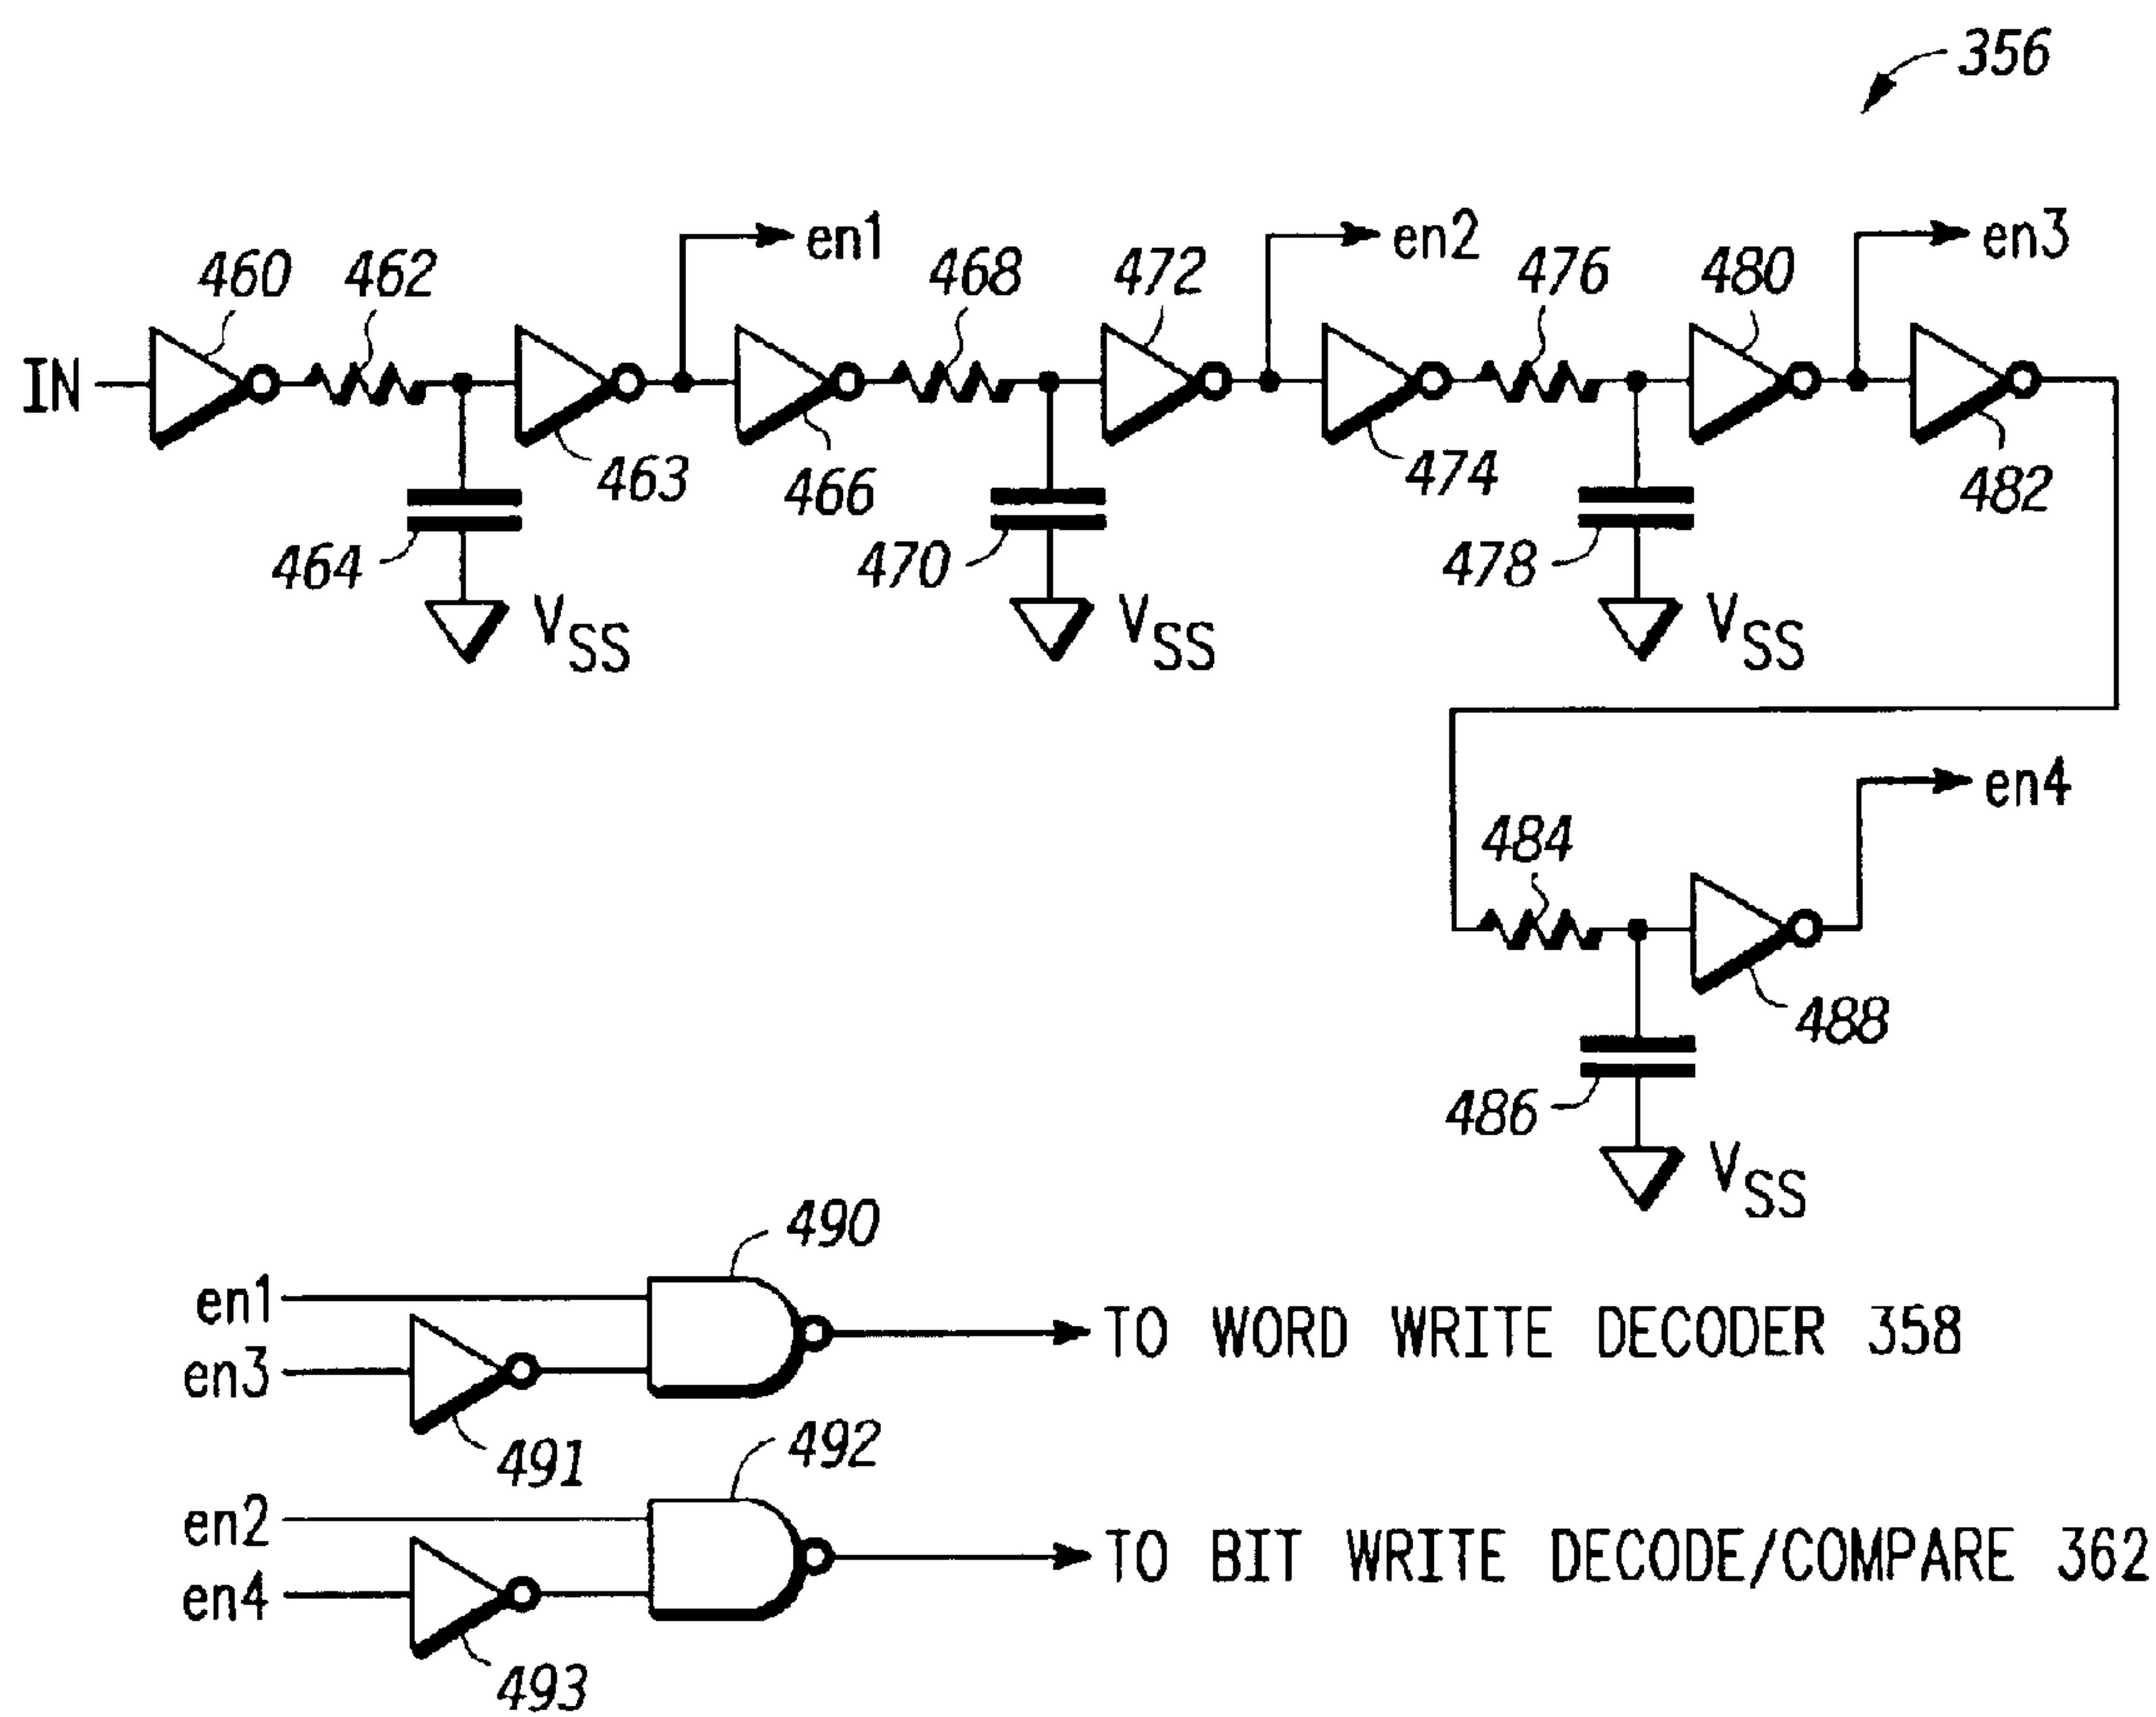 356
en1
en2
en3
460
462
468
472
476
480
IN
463
466
474
482
464
470
478
VSS
VSS
VSS
en4
484
488
486
VSS
490
en1
TO WORD WRITE DECODER 358
en3
491
492
en2
TO BIT WRITE DECODE/COMPARE 362
en4
493